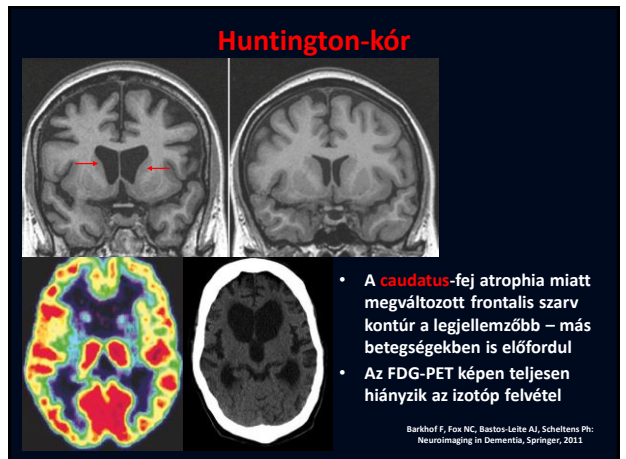 Huntington-kór
• A caudatus-fej atrophia miatt
megváltozott frontalis szarv
kontúr a legjellemzőbb – más
betegségekben is előfordul
• Az FDG-PET képen teljesen
hiányzik az izotóp felvétel
Barkhof F, Fox NC, Bastos-Leite AJ, Scheltens Ph:
Neuroimaging in Dementia, Springer, 2011